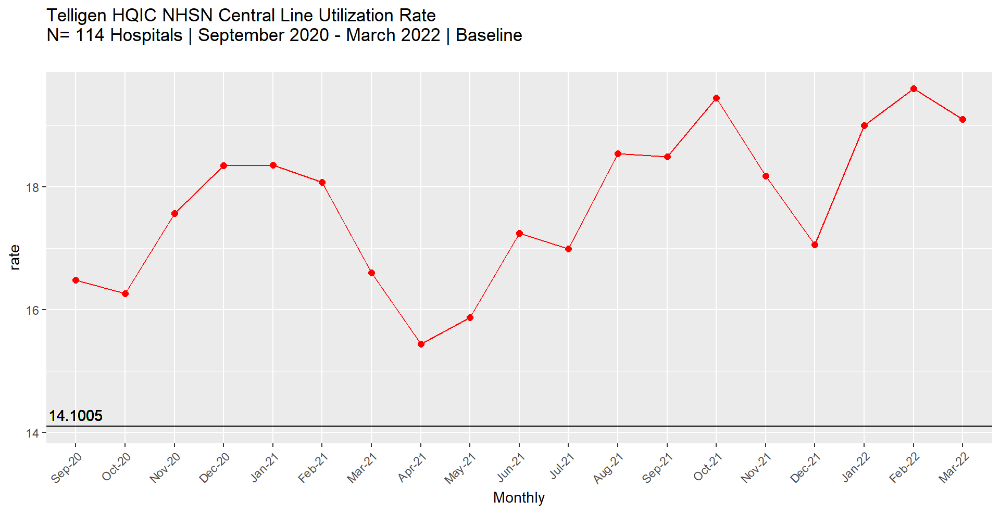 Telligen HQIC NHSN Central Line Utilization Rate
N= 114 Hospitals | September 2020 - March 2022 | Baseline
rate
18
16
14
14.1005
Sep-20
Oct-20
Nov-20
Dec-20
Jan-21
Feb-21
Mar-21
Apr-21
May-21
Jun-21
Jul-21
Aug-21
Sep-21
Oct-21
Nov-21
Dec-21
Jan-22
Feb-22
Mar-22
Monthly